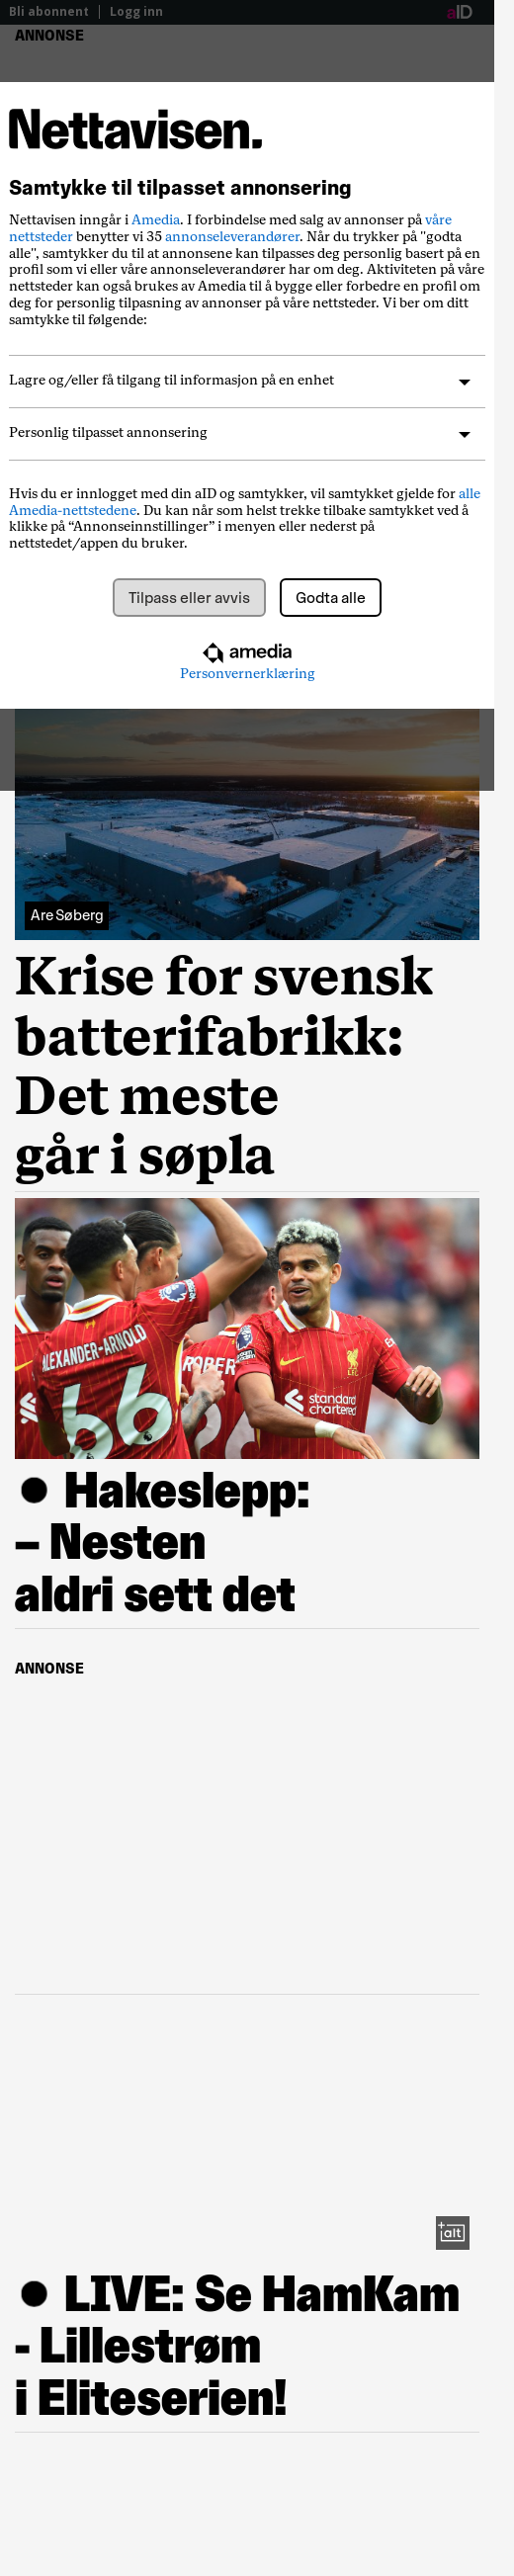 Bli abonnent
Logg inn
aID
ANNONSE
Nettavisen.
Samtykke til tilpasset annonsering
Nettavisen inngår i Amedia. I forbindelse med salg av annonser på våre
nettsteder benytter vi 35 annonseleverandører. Når du trykker på "godta
alle", samtykker du til at annonsene kan tilpasses deg personlig basert på en
profil som vi eller våre annonseleverandører har om deg. Aktiviteten på våre
nettsteder kan også brukes av Amedia til å bygge eller forbedre en profil om
deg for personlig tilpasning av annonser på våre nettsteder. Vi ber om ditt
samtykke til følgende:
Lagre og/eller få tilgang til informasjon på en enhet
Personlig tilpasset annonsering
Hvis du er innlogget med din aID og samtykker, vil samtykket gjelde for alle
Amedia-nettstedene. Du kan når som helst trekke tilbake samtykket ved å
klikke på “Annonseinnstillinger” i menyen eller nederst på
nettstedet/appen du bruker.
Tilpass eller avvis
Godta alle
amedia
Personvernerklæring
Are Søberg
Krise for svensk
batterifabrikk:
Det meste
går i søpla
ALEXANDER-ARNOLD
66
ROBER
standard
chartered
LFC
● Hakeslepp:
– Nesten
aldri sett det
ANNONSE
+alt
● LIVE: Se HamKam
- Lillestrøm
i Eliteserien!